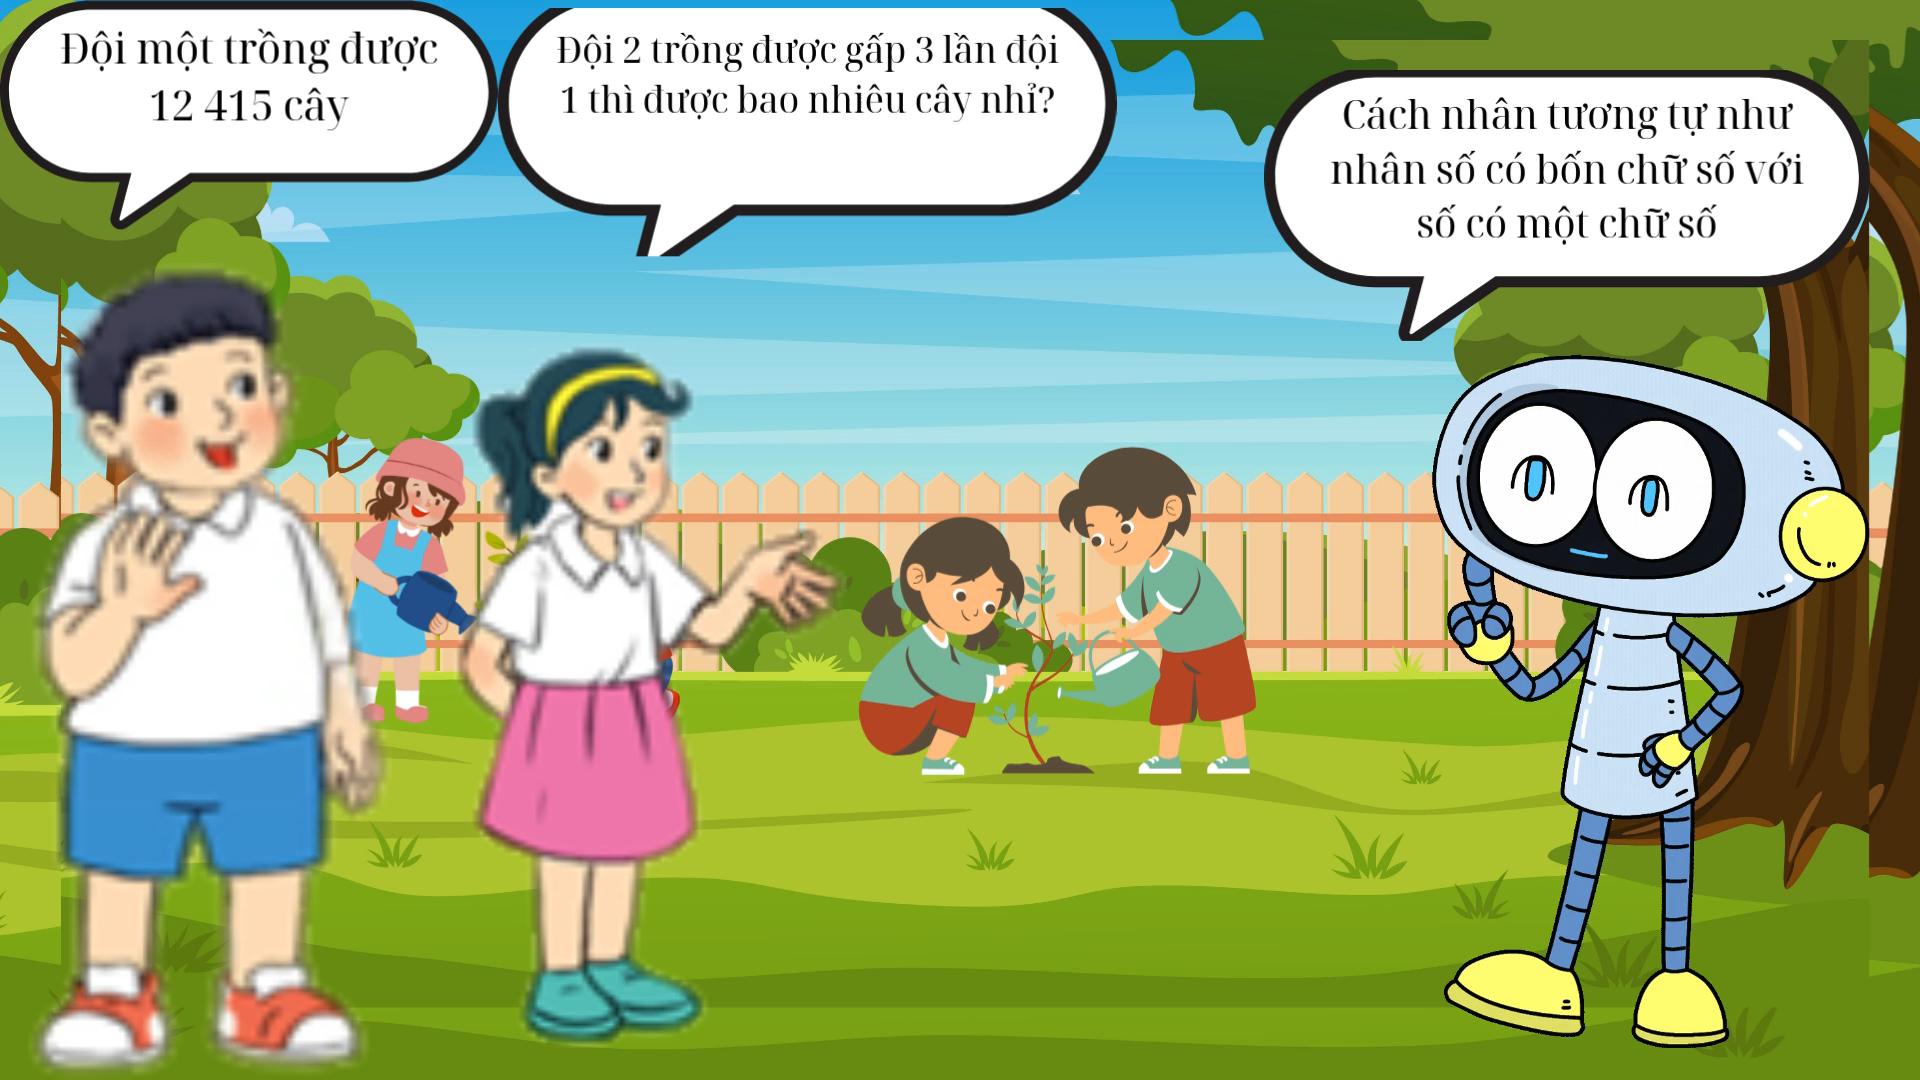 Đội một trồng được
12 415 cây
Đội 2 trồng được gấp 3 lần đội
1 thì được bao nhiêu cây nhỉ?
Cách nhân tương tự như
nhân số có bốn chữ số với
số có một chữ số